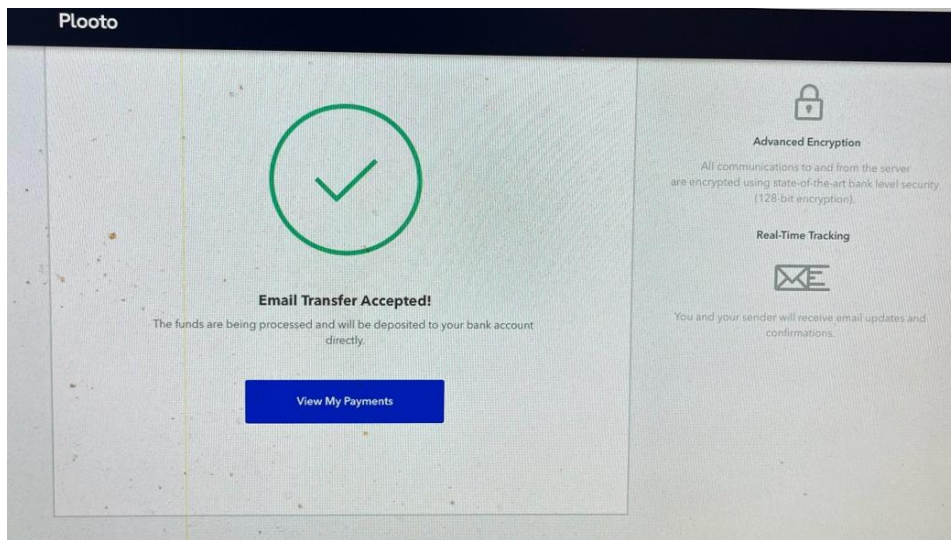 Plooto
Email Transfer Accepted!
The funds are being processed and will be deposited to your bank account
directly.
View My Payments
Advanced Encryption
All communications to and from the server
are encrypted using state-of-the-art bank level security
(128-bit encryption).
Real-Time Tracking
You and your sender will receive email updates and
confirmations.